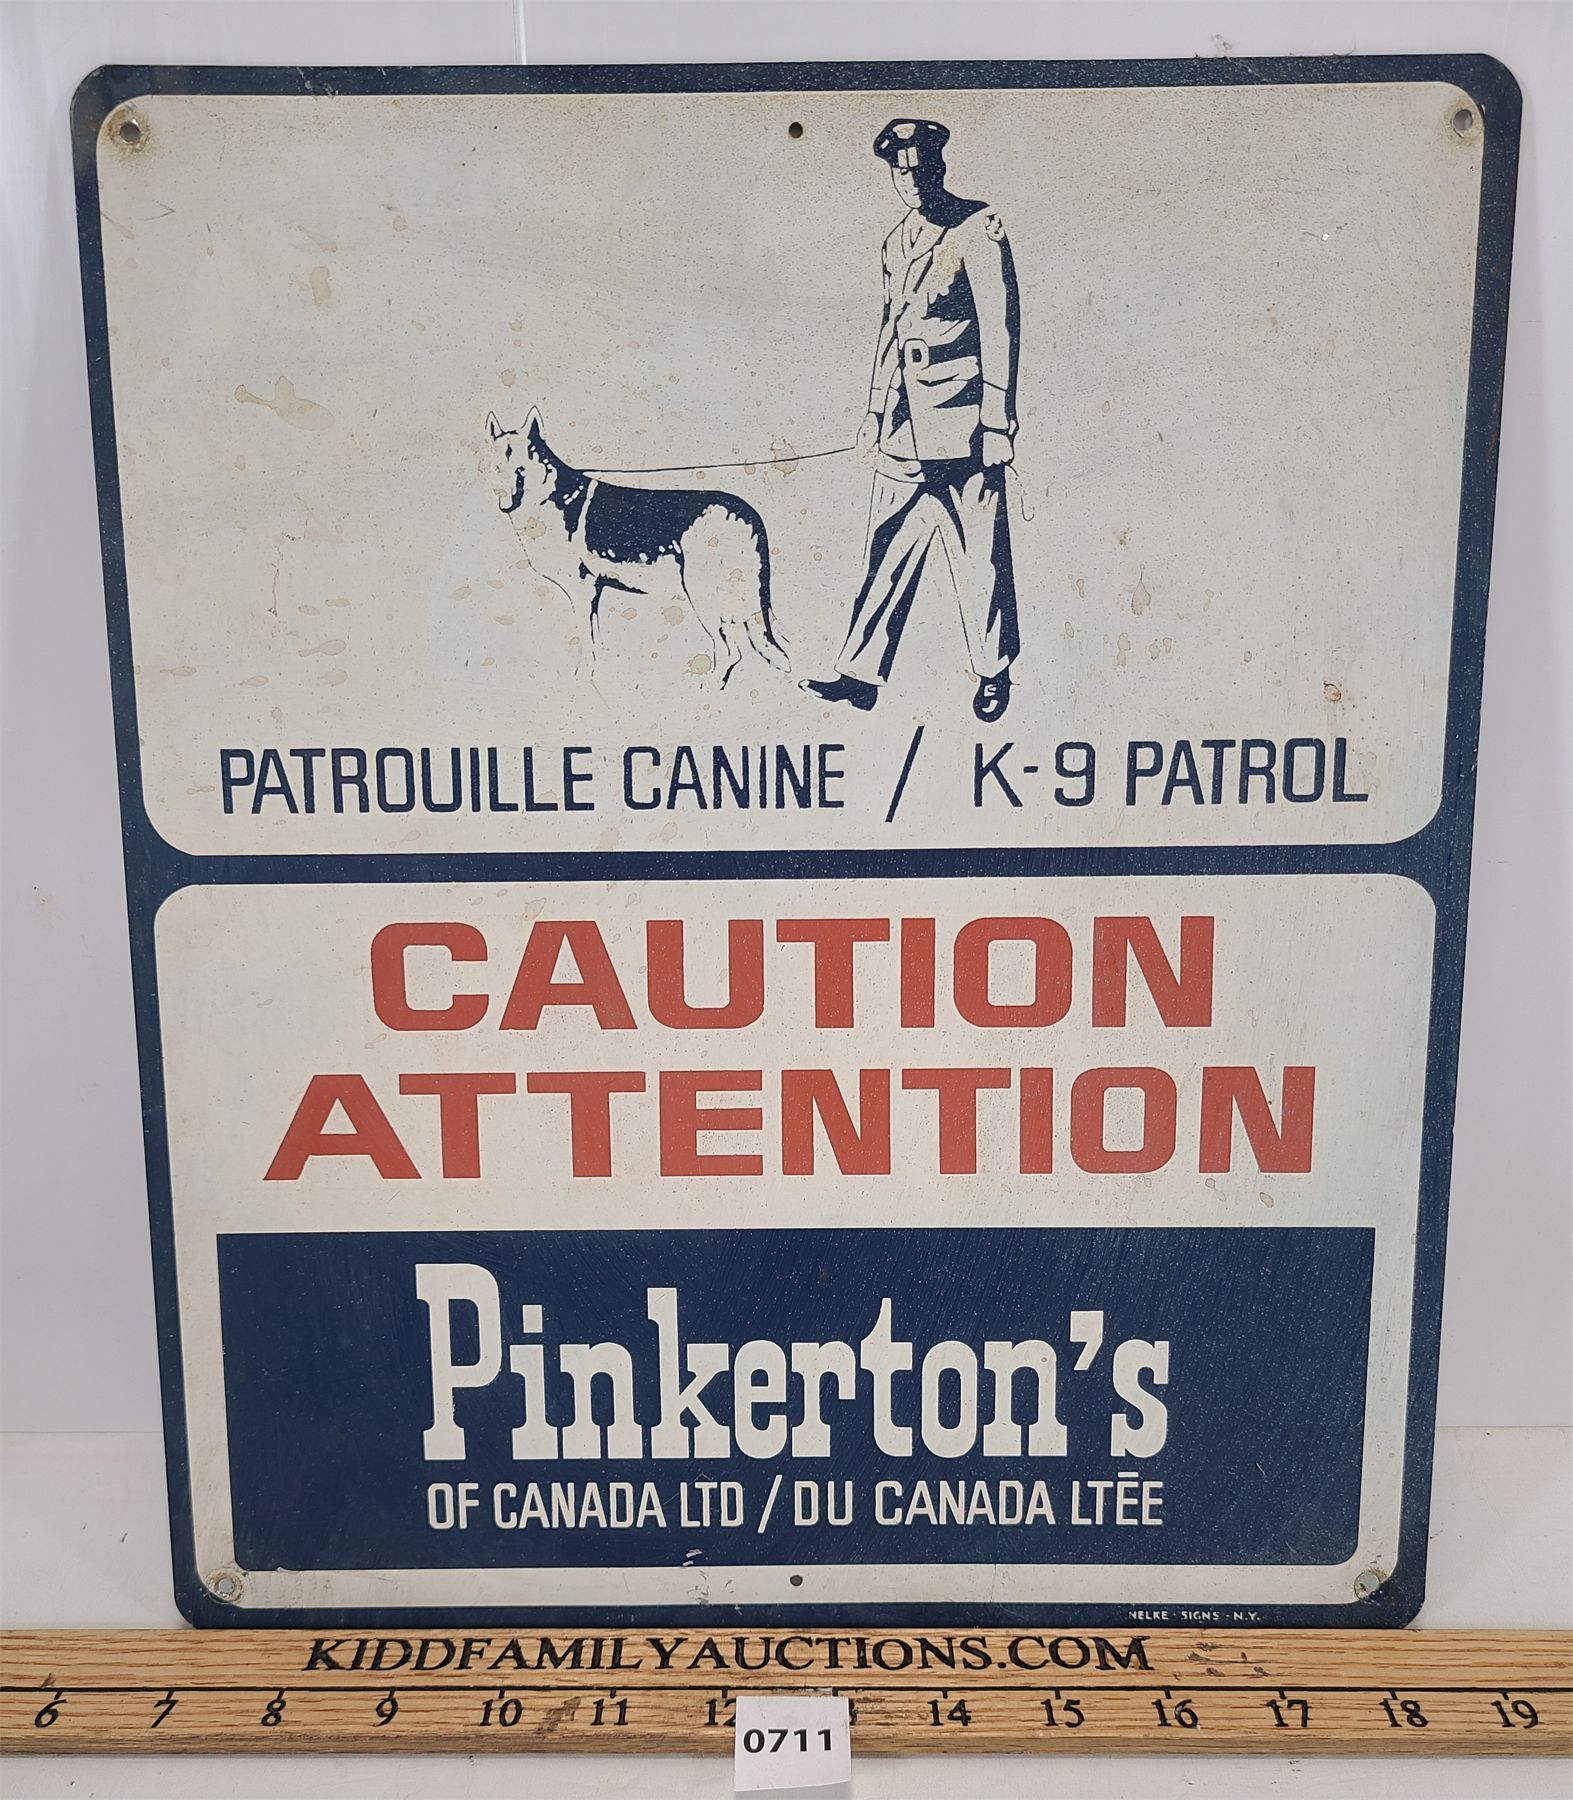 PATROUILLE CANINE / K-9 PATROL
CAUTION
ATTENTION
Pinkerton's
OF CANADA LTD / DU CANADA LTĒE
NELKE - SIGNS - N.Y.
KIDDFAMILYAUCTIONS.COM
6 7 8 9 10 11 12 14 15 16 17 18 19
0711